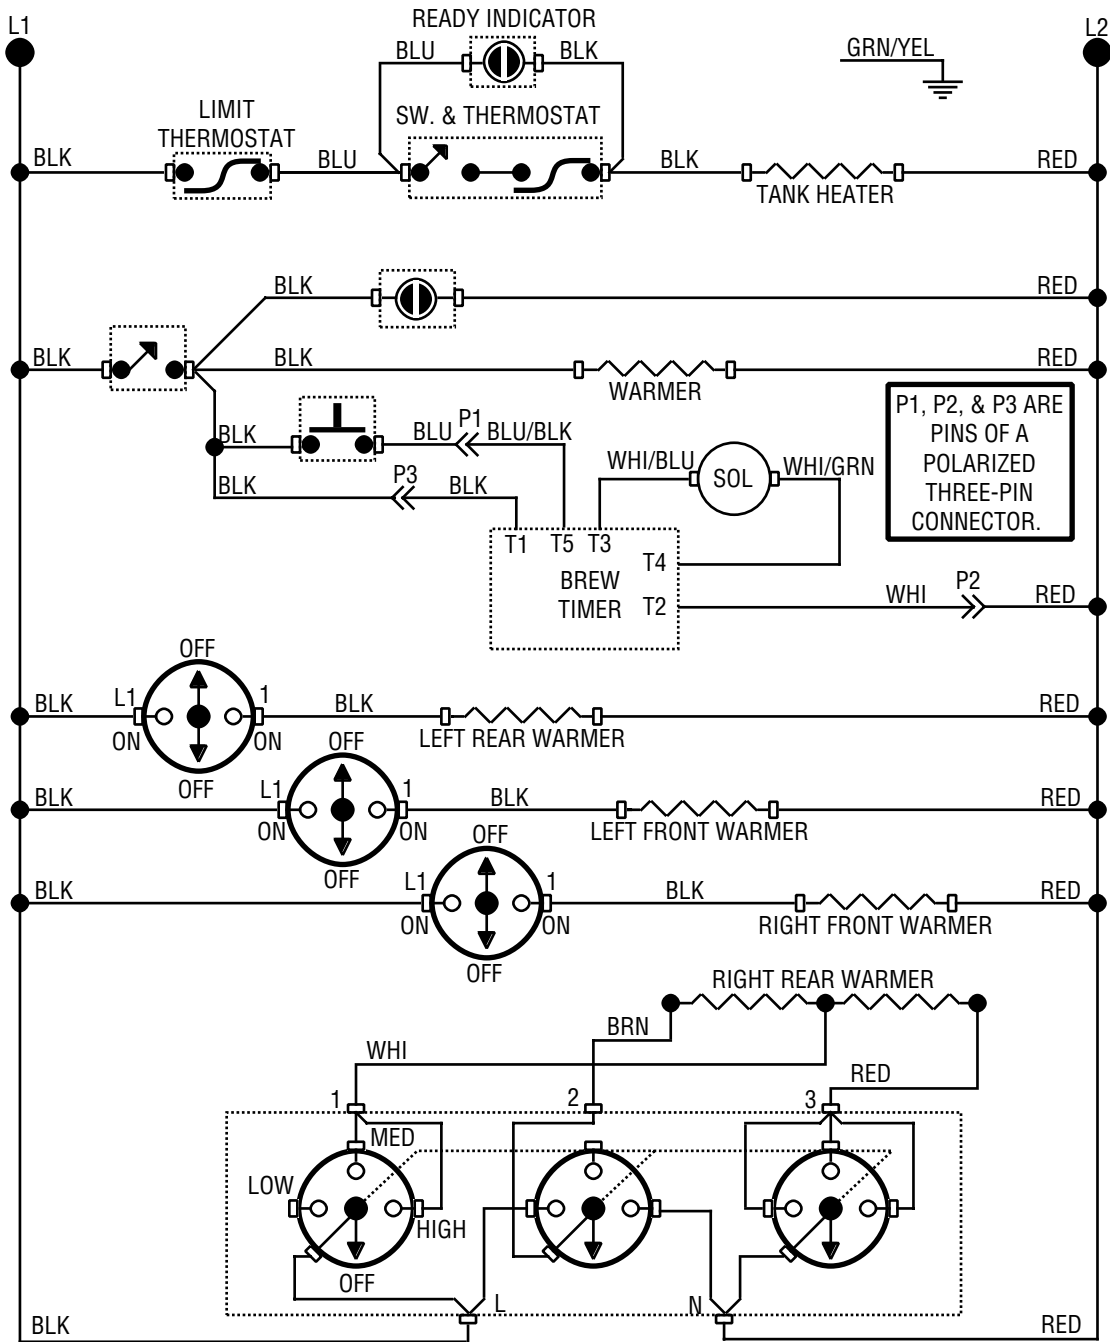 L1
READY INDICATOR
L2
BLU
BLK
GRN/YEL
LIMIT
THERMOSTAT
SW. & THERMOSTAT
BLK
BLU
BLK
RED
TANK HEATER
BLK
RED
BLK
BLK
RED
WARMER
P1, P2, & P3 ARE
PINS OF A
POLARIZED
THREE-PIN
CONNECTOR.
BLK
BLU
P1
BLU/BLK
WHI/BLU
SOL
WHI/GRN
BLK
P3
BLK
T1
T5
T3
T4
BREW
TIMER
T2
WHI
P2
RED
OFF
BLK
L1
1
BLK
RED
ON
ON
LEFT REAR WARMER
OFF
OFF
BLK
L1
1
BLK
RED
ON
ON
LEFT FRONT WARMER
OFF
OFF
BLK
L1
1
BLK
RED
ON
ON
RIGHT FRONT WARMER
OFF
RIGHT REAR WARMER
BRN
WHI
RED
1
2
3
MED
LOW
HIGH
OFF
L
N
BLK
RED